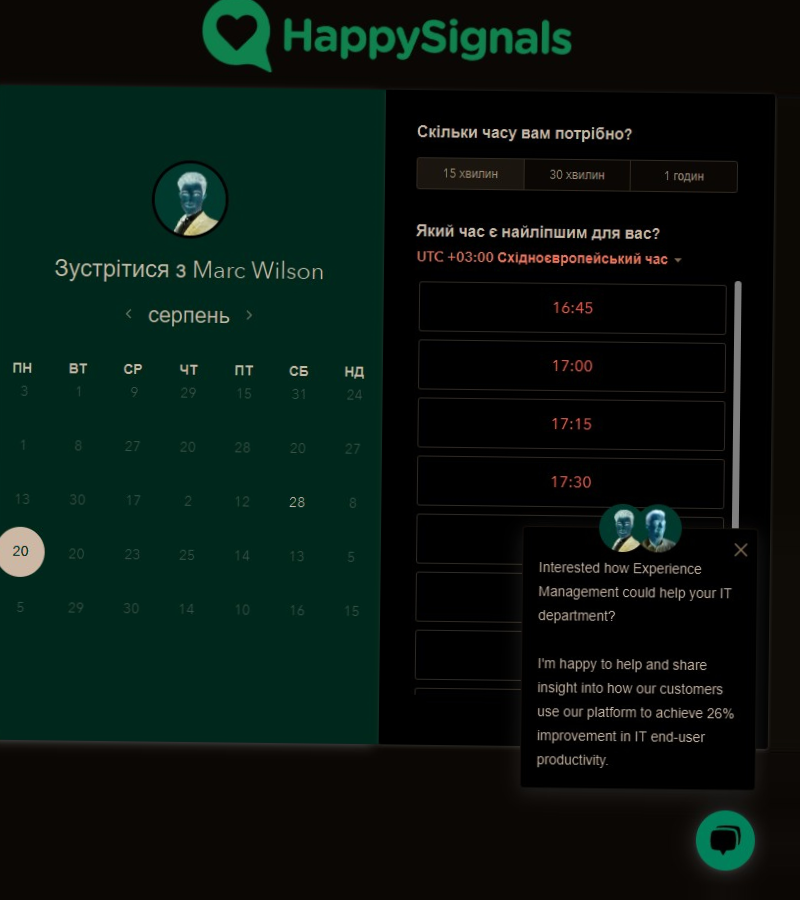 HappySignals
Зустрітися з Marc Wilson
серпень
ПН ВТ СР ЧТ ПТ СБ НД
3 1 9 29 15 31 24
1 8 27 20 28 20 27
13 30 17 2 12 28 8
20 20 23 25 14 13 5
5 29 30 14 10 16 15
Скільки часу вам потрібно?
15 хвилин 30 хвилин 1 годин
Який час є найліпшим для вас?
UTC +03:00 Східноєвропейський час
16:45
17:00
17:15
17:30
Interested how Experience
Management could help your IT
department?
I'm happy to help and share
insight into how our customers
use our platform to achieve 26%
improvement in IT end-user
productivity.